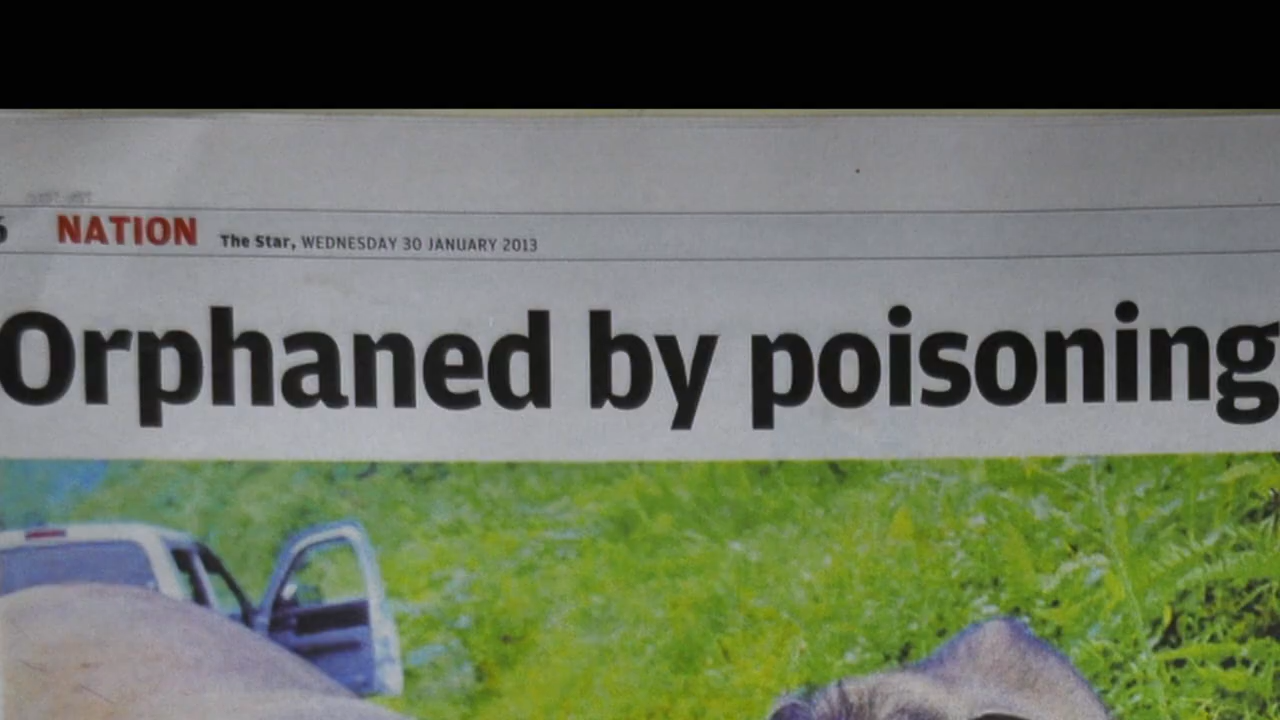 NATION The Star, WEDNESDAY 30 JANUARY 2013
Orphaned by poisoning